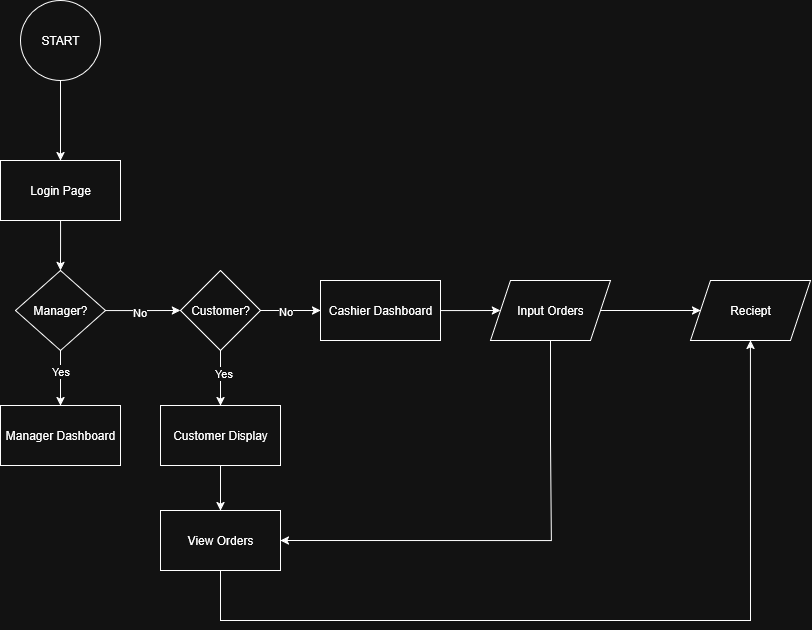 START
Login Page
Manager?
No
Customer?
No
Cashier Dashboard
Input Orders
Reciept
Yes
Yes
Manager Dashboard
Customer Display
View Orders